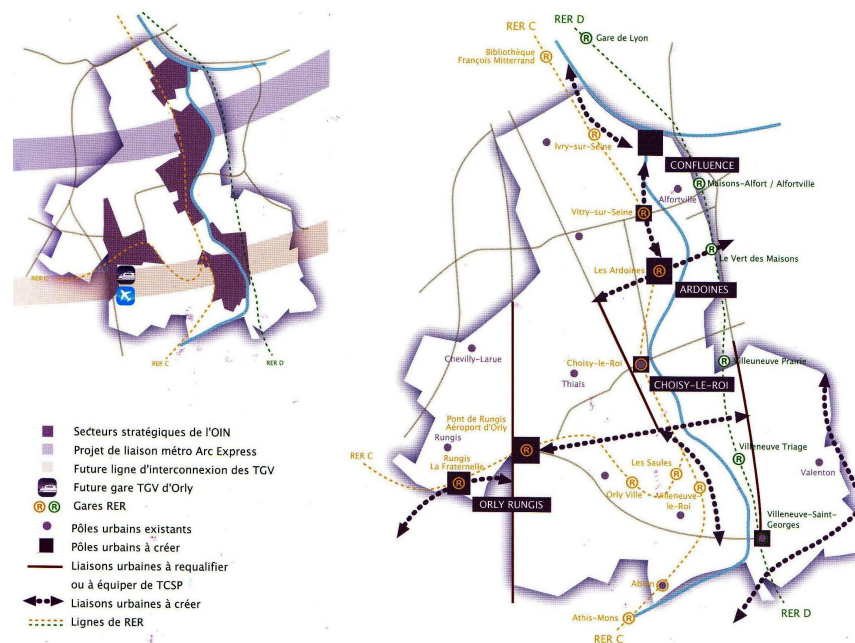 RER C
RER C
RER D
Secteurs stratégiques de l'OIN
Projet de liaison métro Arc Express
Future ligne d'interconnexion des TGV
Future gare TGV d'Orly
R R Gares RER
Pôles urbains existants
Pôles urbains à créer
Liaisons urbaines à requalifier
ou à équiper de TCSP
Liaisons urbaines à créer
Lignes de RER
RER C
RER D
R Gare de Lyon
Bibliothèque
François Mitterrand
R
R
Ivry-sur-Seine
CONFLUENCE
R Maisons-Alfort / Alfortville
Alfortville
Vitry-sur-Seine R
R Le Vert des Maisons
Les Ardoines R
ARDOINES
Chevilly-Larue
Choisy-le-Roi
R Villeuneuve Prairie
Thiais
CHOISY-LE-ROI
Pont de Rungis
Aéroport d'Orly
R
Rungis
RER C
Rungis
La Fraternelle
R
ORLY RUNGIS
Les Saules
R
R
R
Orly Ville
Villeneuve
-le-Roi
R Villeneuve Triage
Valenton
Villeneuve-Saint-
Georges
Ablon
Athis-Mons R
RER C
RER D